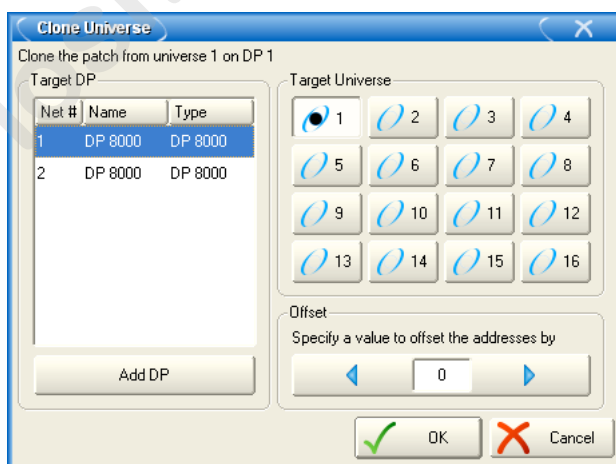 Clone Universe
Clone the patch from universe 1 on DP 1
Target DP
Net # Name Type
1 DP 8000 DP 8000
2 DP 8000 DP 8000
Add DP
Target Universe
1 2 3 4
5 6 7 8
9 10 11 12
13 14 15 16
Offset
Specify a value to offset the addresses by
0
OK Cancel